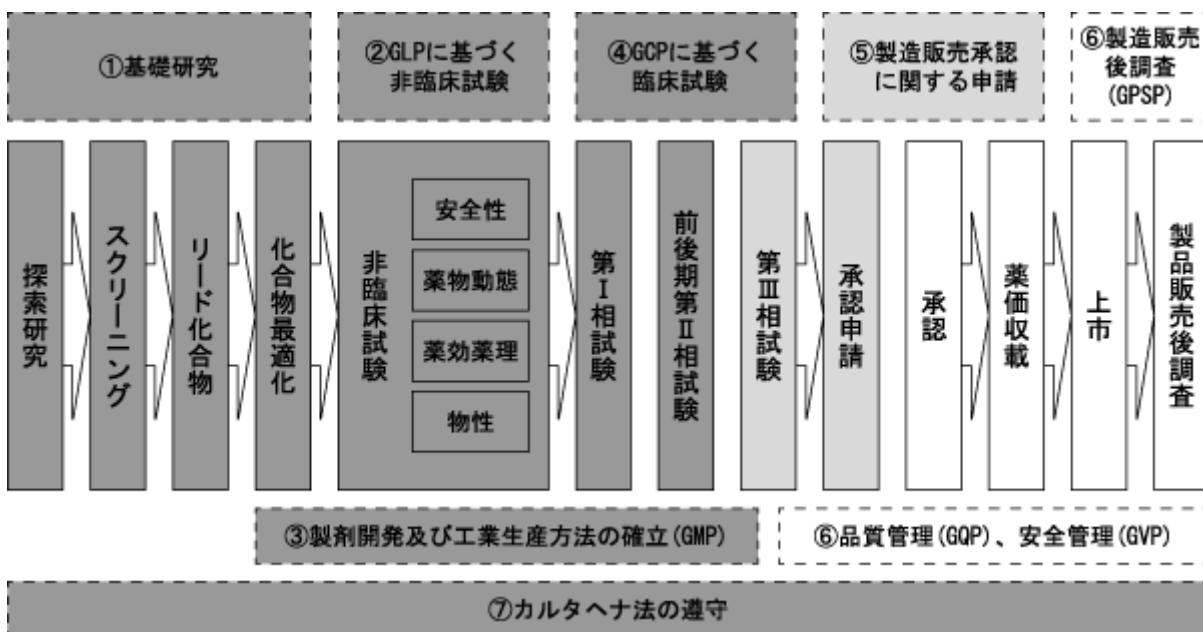 ①基礎研究
②GLPに基づく
非臨床試験
④GCPに基づく
臨床試験
⑤製造販売承認
に関する申請
⑥製造販売
後調査
(GPSP)
探索研究
スクリーニング
リード化合物
化合物最適化
非臨床試験
安全性
薬物動態
薬効薬理
物性
第Ⅰ相試験
前後期第Ⅱ相試験
第Ⅲ相試験
承認申請
承認
薬価収載
上市
製品販売後調査
③製剤開発及び工業生産方法の確立(GMP)
⑥品質管理(GQP)、安全管理(GVP)
⑦カルタヘナ法の遵守